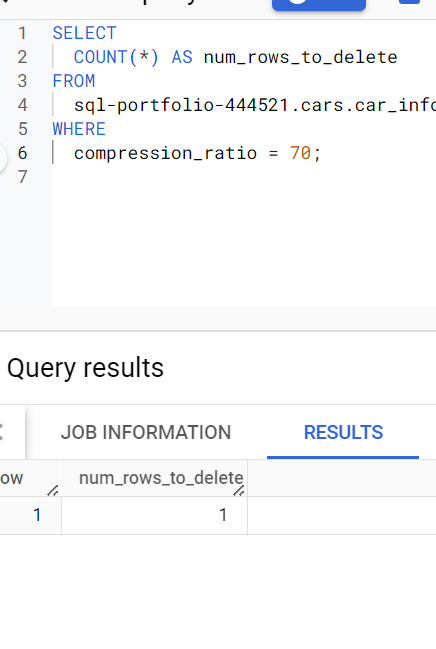 1 SELECT
2 COUNT(*) AS num_rows_to_delete
3 FROM
4 sql-portfolio-444521.cars.car_info
5 WHERE
6 compression_ratio = 70;
7
Query results
JOB INFORMATION RESULTS
ow num_rows_to_delete
1 1